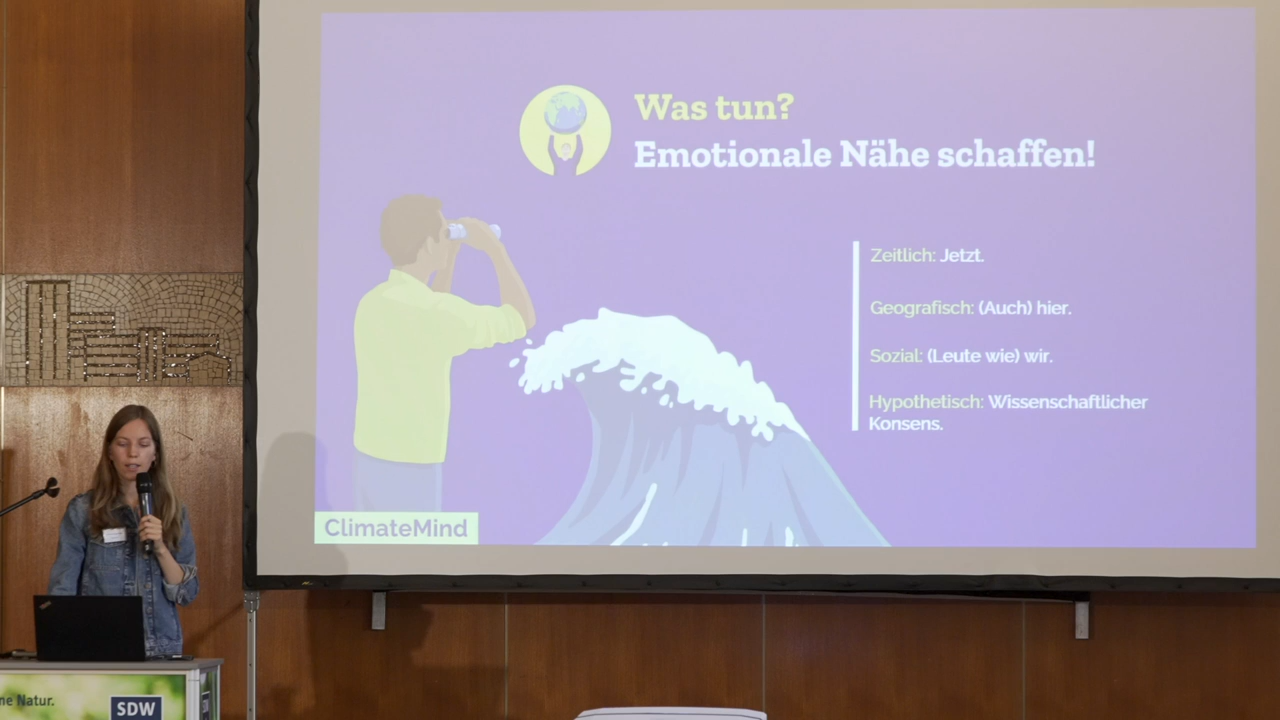 Was tun?
Emotionale Nähe schaffen!
Zeitlich: Jetzt.
Geografisch: (Auch) hier.
Sozial: (Leute wie) wir.
Hypothetisch: Wissenschaftlicher
Konsens.
ClimateMind
ne Natur.
SDW